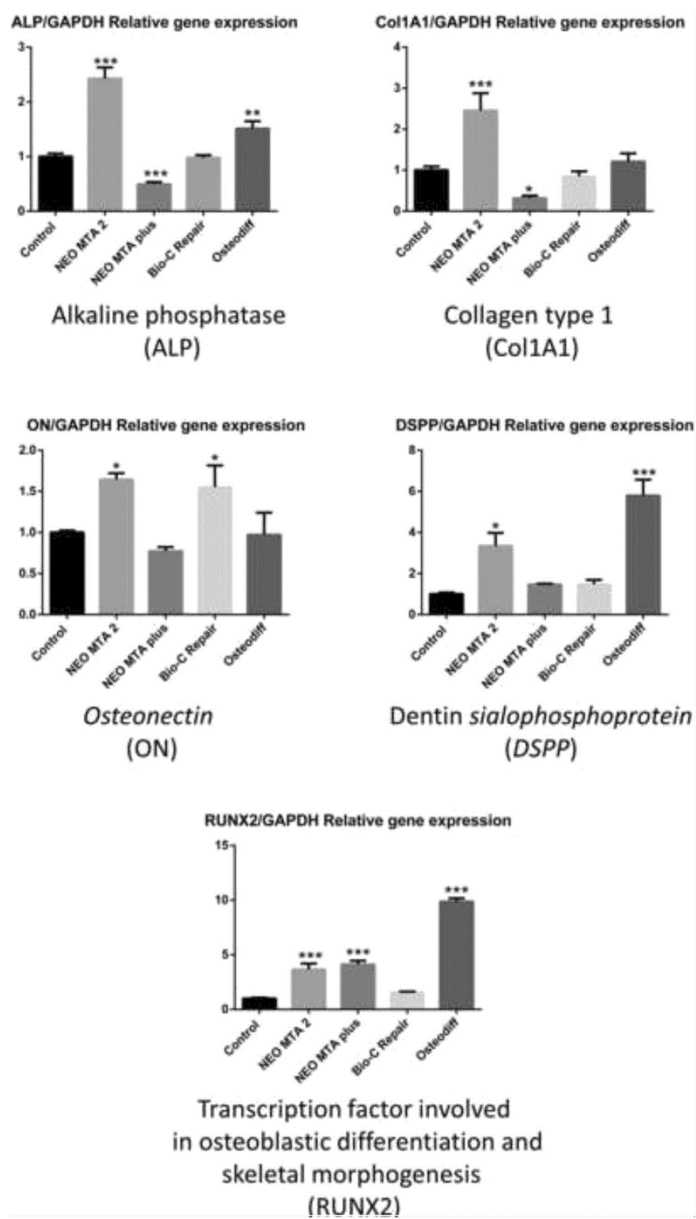 ALP/GAPDH Relative gene expression
3
2
1
0
***
***
**
Control
NEO MTA 2
NEO MTA plus
Bio-C Repair
Osteodiff
Alkaline phosphatase
(ALP)
Col1A1/GAPDH Relative gene expression
4
3
2
1
0
***
*
Control
NEO MTA 2
NEO MTA plus
Bio-C Repair
Osteodiff
Collagen type 1
(Col1A1)
ON/GAPDH Relative gene expression
2.0
1.5
1.0
0.5
0.0
*
*
Control
NEO MTA 2
NEO MTA plus
Bio-C Repair
Osteodiff
Osteonectin
(ON)
DSPP/GAPDH Relative gene expression
8
6
4
2
0
*
***
Control
NEO MTA 2
NEO MTA plus
Bio-C Repair
Osteodiff
Dentin sialophosphoprotein
(DSPP)
RUNX2/GAPDH Relative gene expression
15
10
5
0
***
***
***
Control
NEO MTA 2
NEO MTA plus
Bio-C Repair
Osteodiff
Transcription factor involved
in osteoblastic differentiation and
skeletal morphogenesis
(RUNX2)